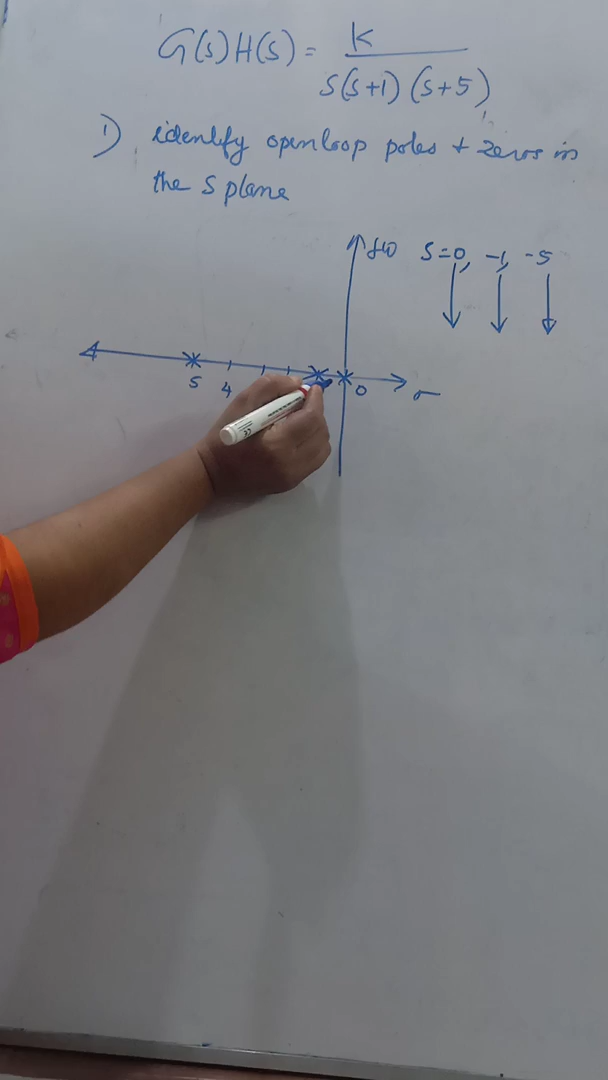 G(s)H(s) = K / s(s+1)(s+5)
1) identify openloop poles + zeros in
the s plane
jω s=0, -1, -5
5 4 0 σ